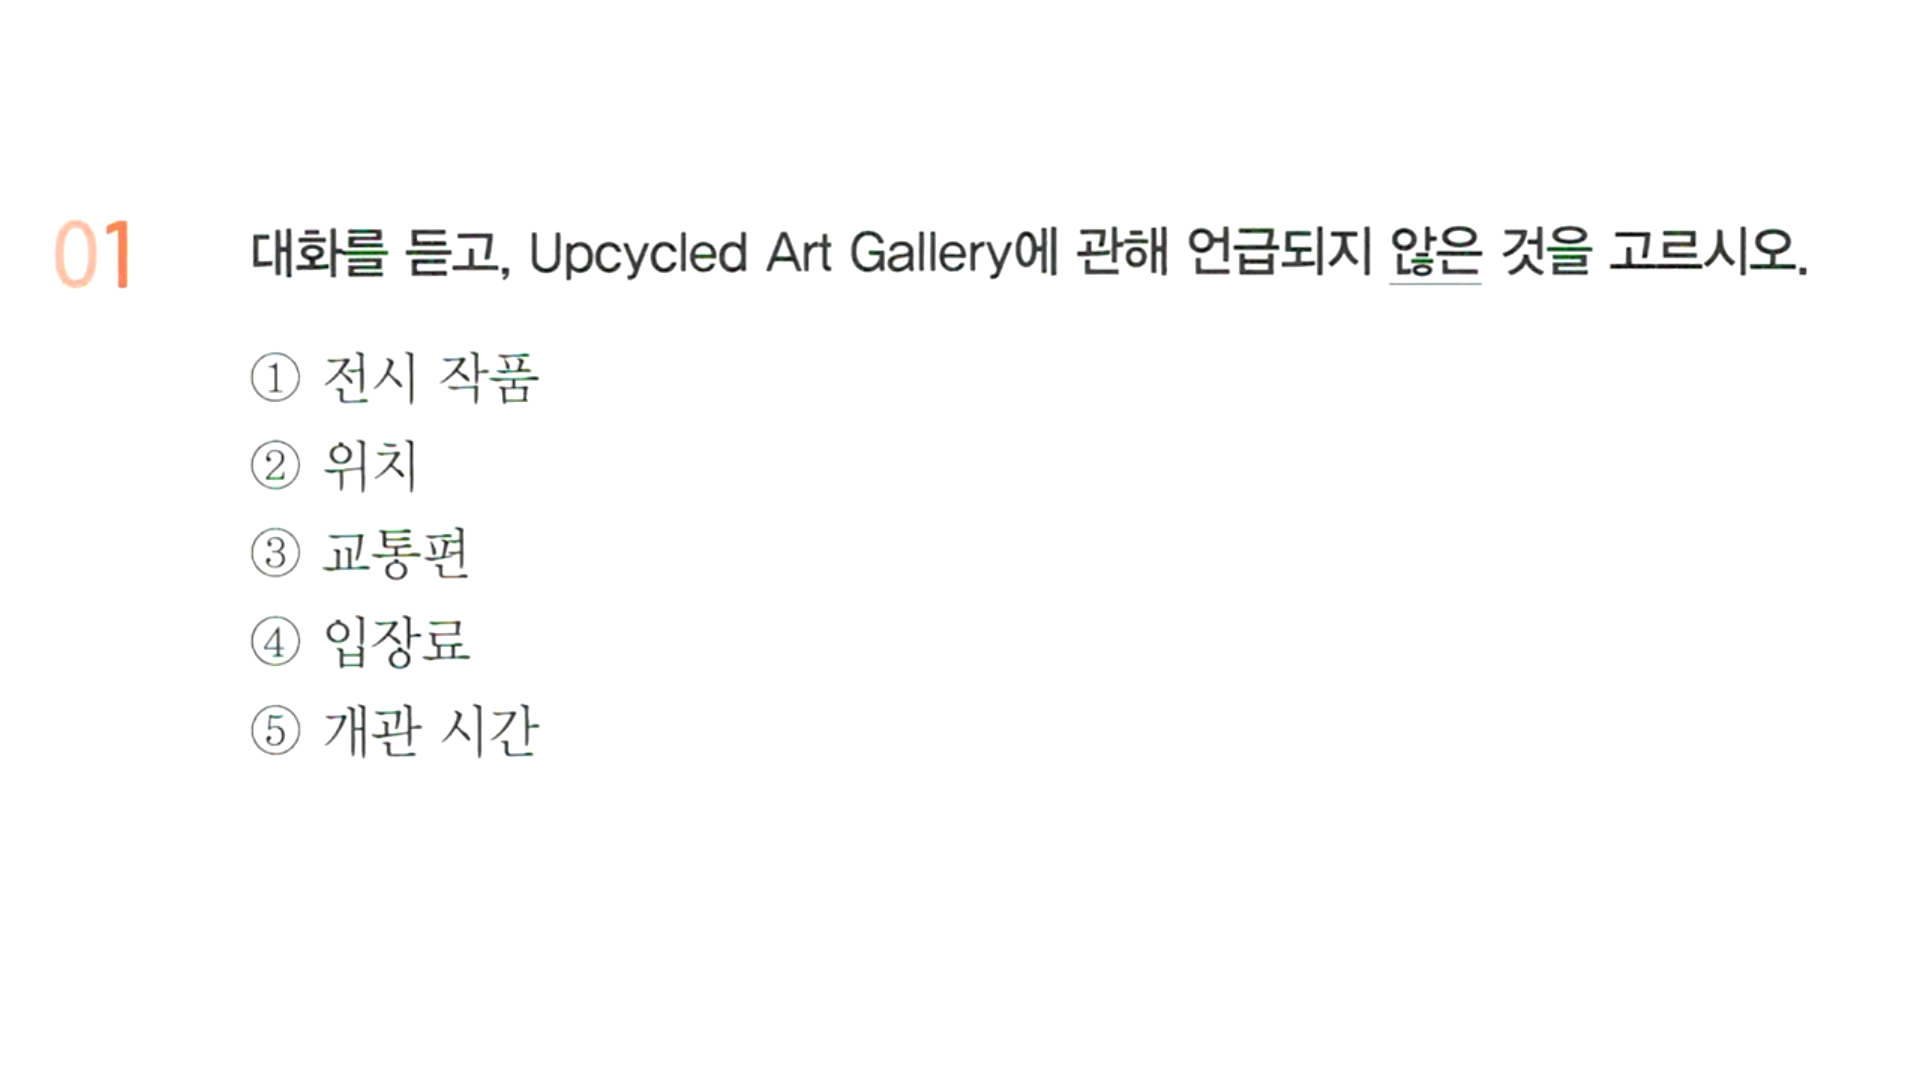 01 대화를 듣고, Upcycled Art Gallery에 관해 언급되지 않은 것을 고르시오.
① 전시 작품
② 위치
③ 교통편
④ 입장료
⑤ 개관 시간